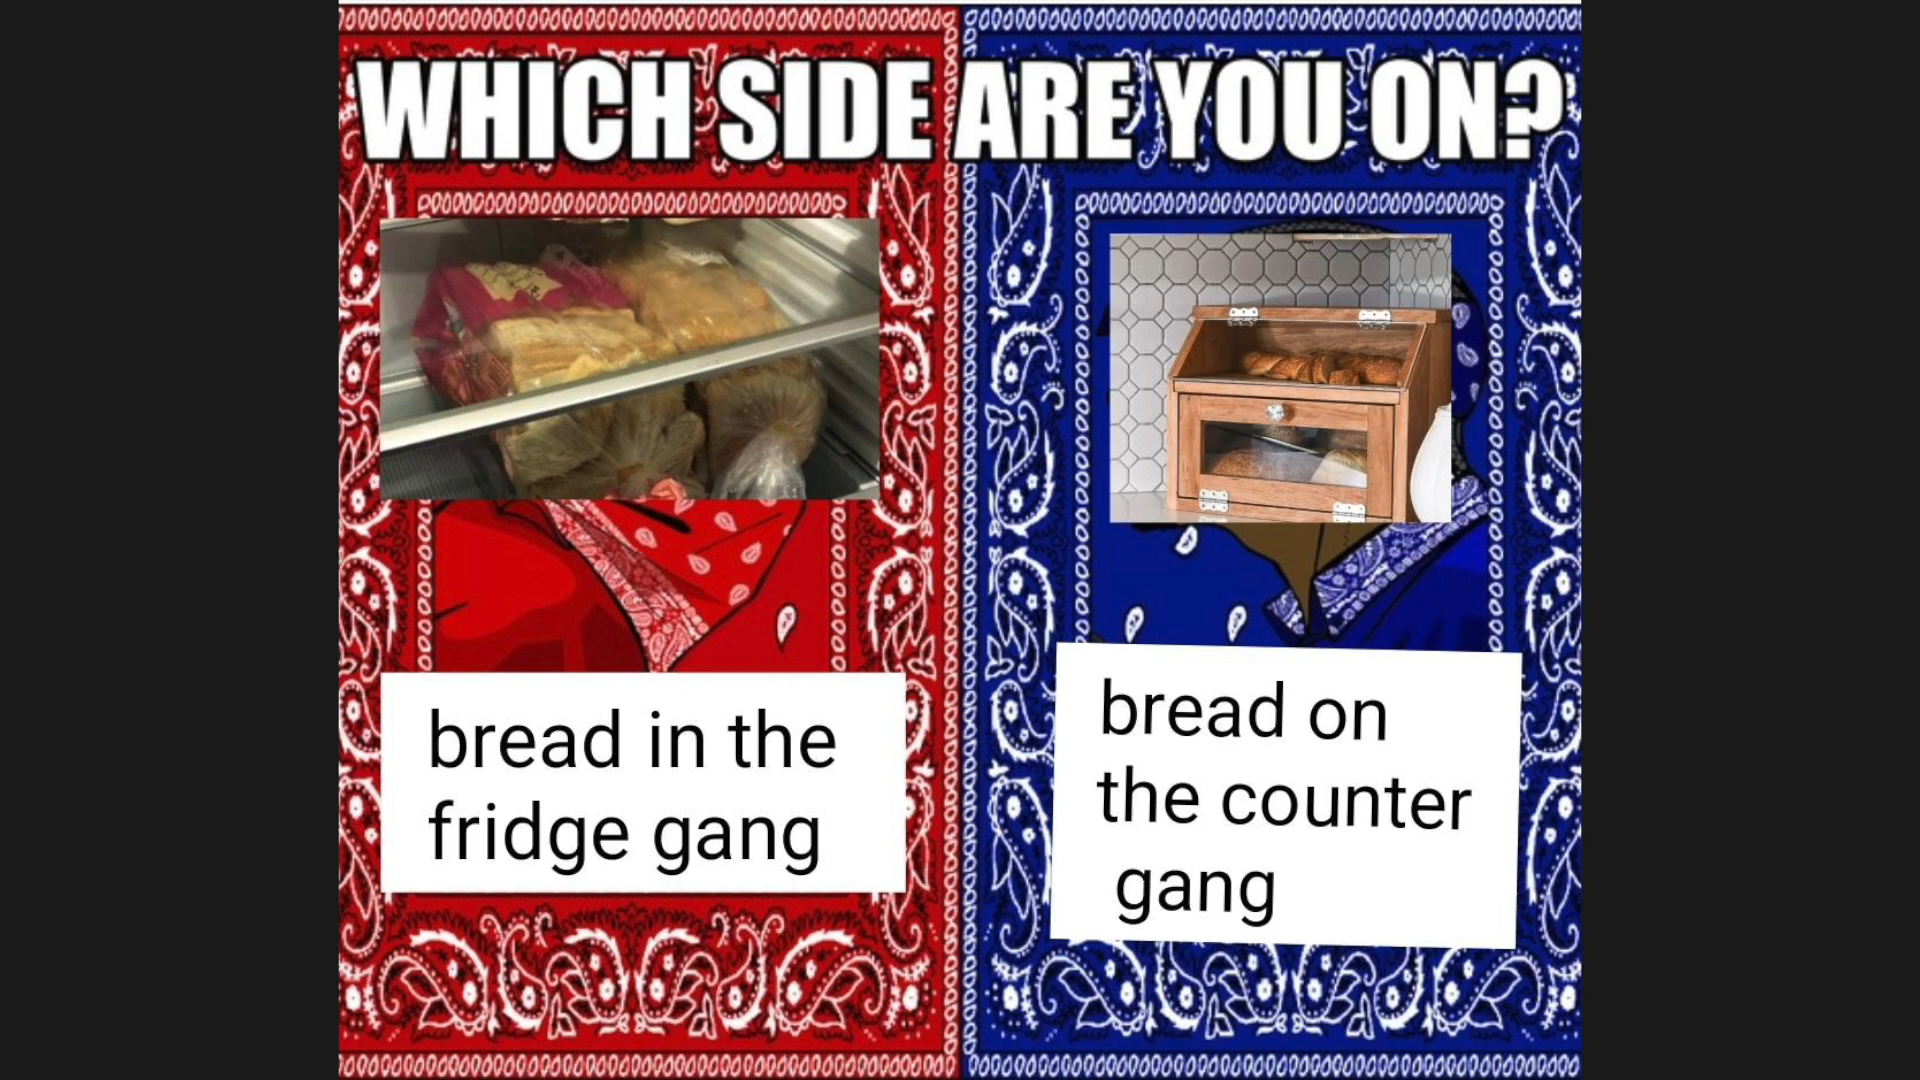 WHICH SIDE ARE YOU ON?
bread in the
fridge gang
bread on
the counter
gang